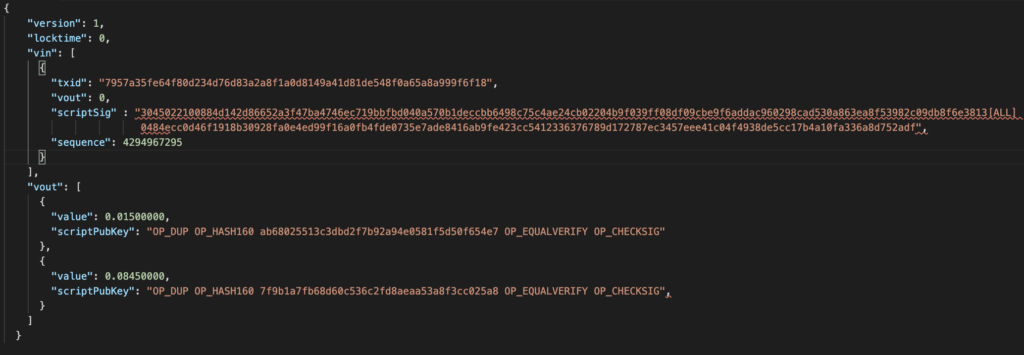 {
"version": 1,
"locktime": 0,
"vin": [
{
"txid": "7957a35fe64f80d234d76d83a2a8f1a0d8149a41d81de548f0a65a8a999f6f18",
"vout": 0,
"scriptSig" : "3045022100884d142d86652a3f47ba4746ec719bbfbd040a570b1deccbb6498c75c4ae24cb02204b9f039ff08df09cbe9f6addac960298cad530a863ea8f53982c09db8f6e3813[ALL]
0484ecc0d46f1918b30928fa0e4ed99f16a0fb4fde0735e7ade8416ab9fe423cc5412336376789d172787ec3457eee41c04f4938de5cc17b4a10fa336a8d752adf",
"sequence": 4294967295
}
],
"vout": [
{
"value": 0.01500000,
"scriptPubKey": "OP_DUP OP_HASH160 ab68025513c3dbd2f7b92a94e0581f5d50f654e7 OP_EQUALVERIFY OP_CHECKSIG"
},
{
"value": 0.08450000,
"scriptPubKey": "OP_DUP OP_HASH160 7f9b1a7fb68d60c536c2fd8aeaa53a8f3cc025a8 OP_EQUALVERIFY OP_CHECKSIG",
}
]
}